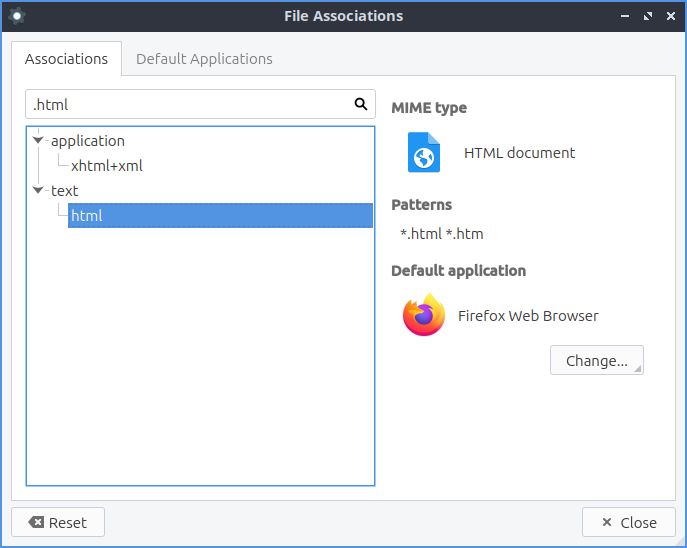 File Associations
Associations
Default Applications
.html
application
xhtml+xml
text
html
MIME type
HTML document
Patterns
*.html *.htm
Default application
Firefox Web Browser
Change...
Reset
Close